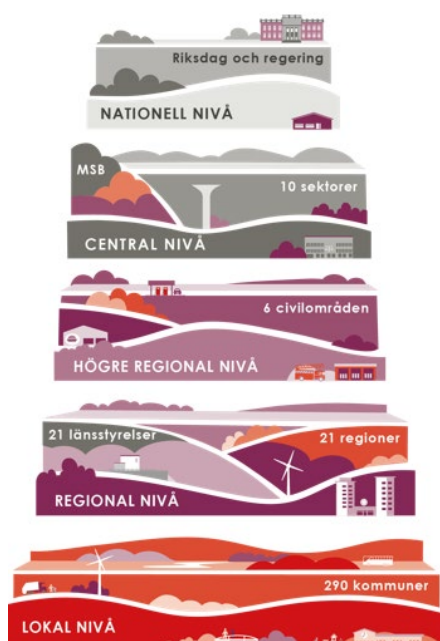 Riksdag och regering
NATIONELL NIVÅ
MSB
10 sektorer
CENTRAL NIVÅ
6 civilområden
HÖGRE REGIONAL NIVÅ
21 länsstyrelser
21 regioner
REGIONAL NIVÅ
290 kommuner
LOKAL NIVÅ